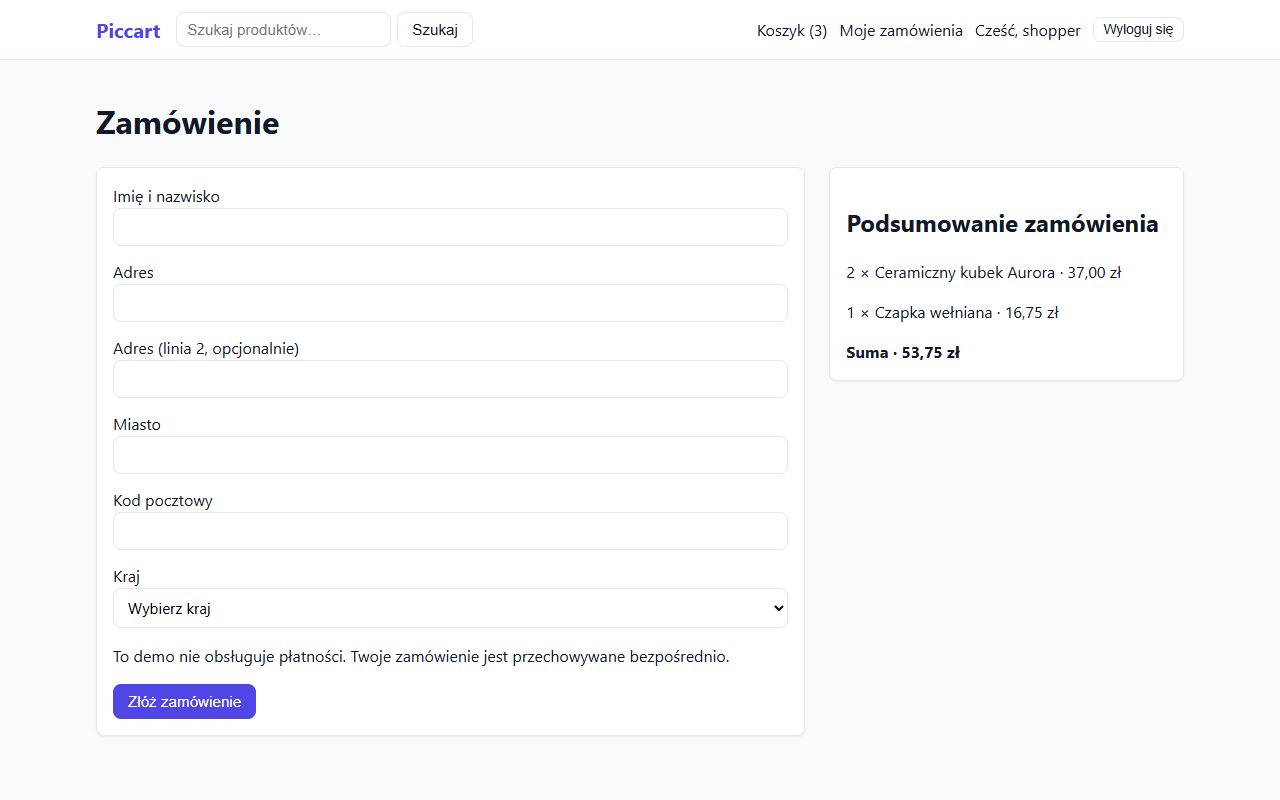 Piccart
Szukaj produktów…
Szukaj
Koszyk (3)
Moje zamówienia
Cześć, shopper
Wyloguj się
Zamówienie
Imię i nazwisko
Adres
Adres (linia 2, opcjonalnie)
Miasto
Kod pocztowy
Kraj
Wybierz kraj
To demo nie obsługuje płatności. Twoje zamówienie jest przechowywane bezpośrednio.
Złóż zamówienie
Podsumowanie zamówienia
2 × Ceramiczny kubek Aurora · 37,00 zł
1 × Czapka wełniana · 16,75 zł
Suma · 53,75 zł